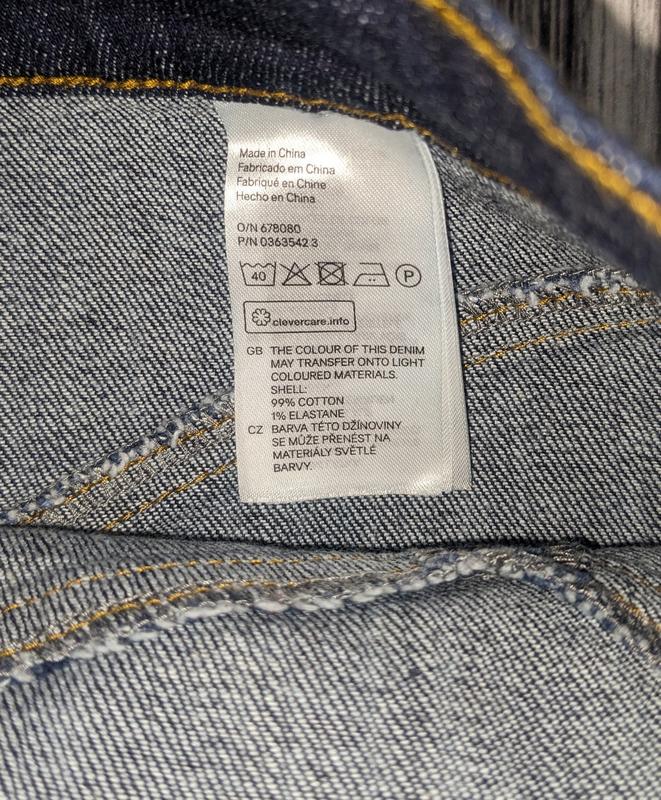 Made in China
Fabricado em China
Fabriqué en Chine
Hecho en China
O/N 678080
P/N 0363542 3
40 P
clevercare.info
GB THE COLOUR OF THIS DENIM
MAY TRANSFER ONTO LIGHT
COLOURED MATERIALS.
SHELL:
99% COTTON
1% ELASTANE
CZ BARVA TÉTO DŽÍNOVINY
SE MŮŽE PŘENÉST NA
MATERIÁLY SVĚTLÉ
BARVY.